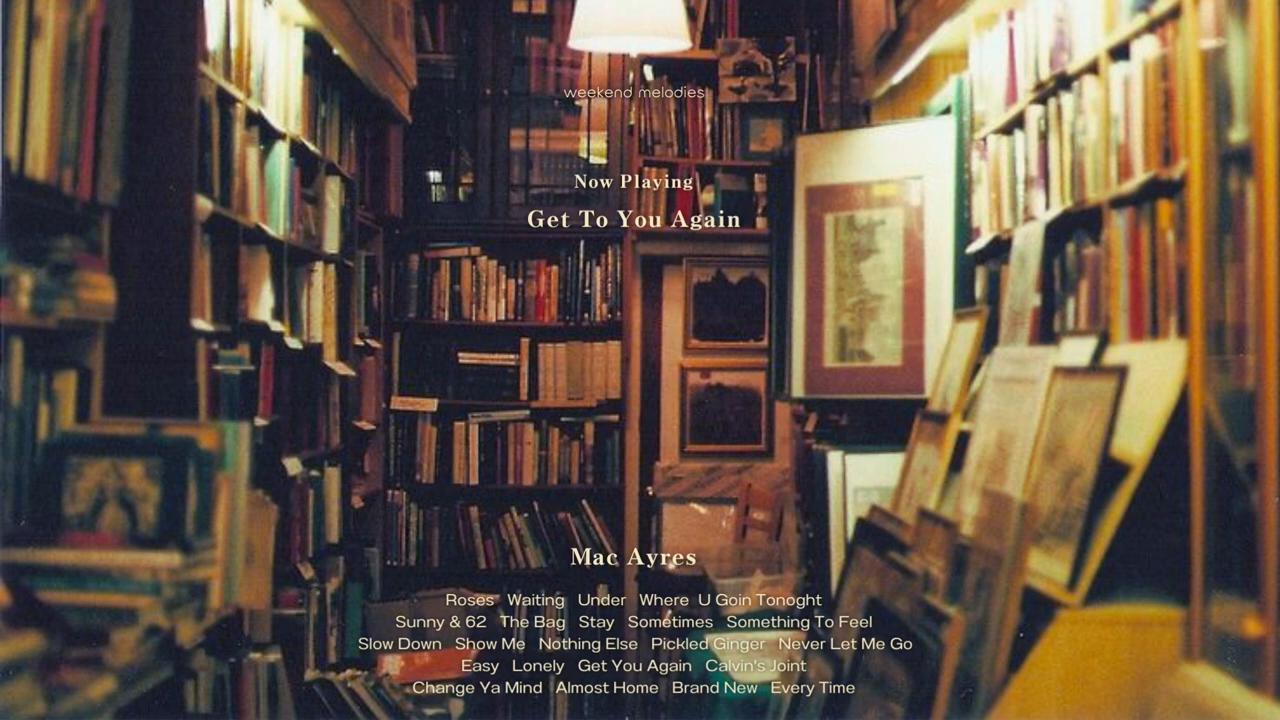 weekend melodies
Now Playing
Get To You Again
Mac Ayres
Roses Waiting Under Where U Goin Tonoght
Sunny & 62 The Bag Stay Sometimes Something To Feel
Slow Down Show Me Nothing Else Pickled Ginger Never Let Me Go
Easy Lonely Get You Again Calvin's Joint
Change Ya Mind Almost Home Brand New Every Time